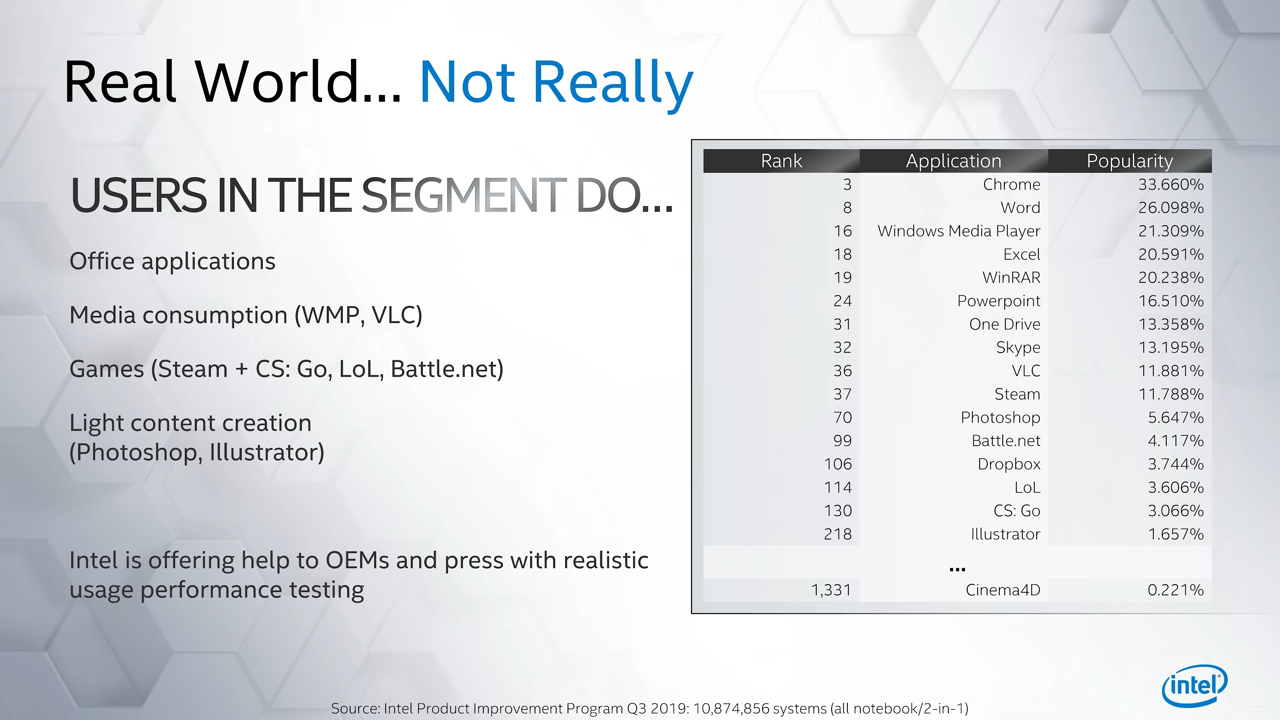 Real World... Not Really
USERS IN THE SEGMENT DO...
Office applications
Media consumption (WMP, VLC)
Games (Steam + CS: Go, LoL, Battle.net)
Light content creation
(Photoshop, Illustrator)
Intel is offering help to OEMs and press with realistic
usage performance testing
Rank Application Popularity
3 Chrome 33.660%
8 Word 26.098%
16 Windows Media Player 21.309%
18 Excel 20.591%
19 WinRAR 20.238%
24 Powerpoint 16.510%
31 One Drive 13.358%
32 Skype 13.195%
36 VLC 11.881%
37 Steam 11.788%
70 Photoshop 5.647%
99 Battle.net 4.117%
106 Dropbox 3.744%
114 LoL 3.606%
130 CS: Go 3.066%
218 Illustrator 1.657%
...
1,331 Cinema4D 0.221%
intel
Source: Intel Product Improvement Program Q3 2019: 10,874,856 systems (all notebook/2-in-1)